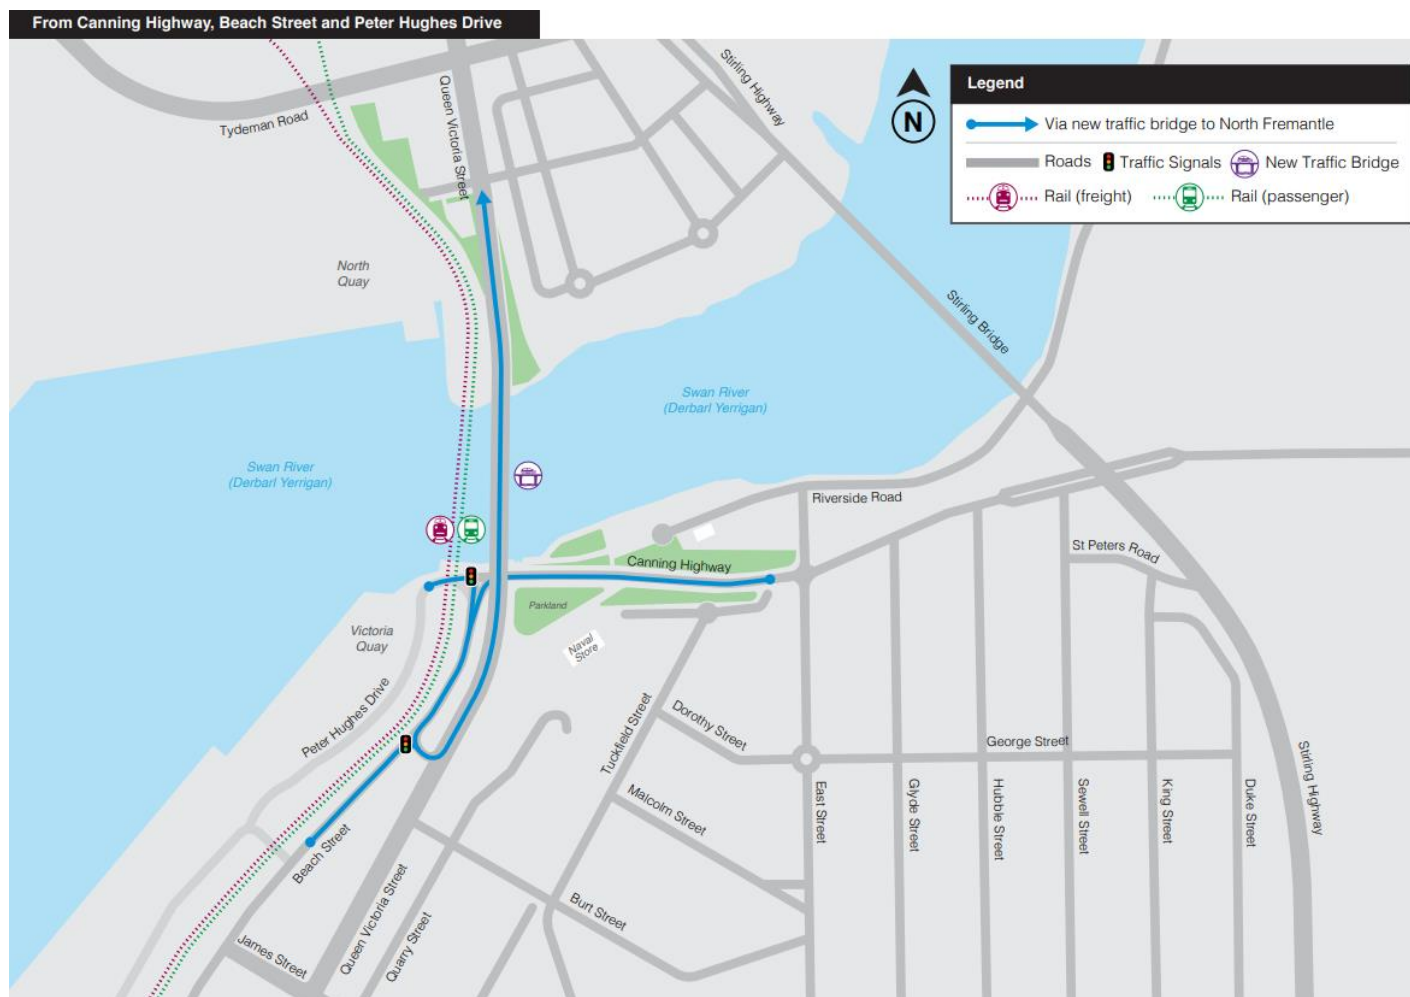 From Canning Highway, Beach Street and Peter Hughes Drive
Legend
Via new traffic bridge to North Fremantle
Roads
Traffic Signals
New Traffic Bridge
Rail (freight)
Rail (passenger)
N
Tydeman Road
Queen Victoria Street
Stirling Highway
North
Quay
Stirling Bridge
Swan River
(Derbarl Yerrigan)
Swan River
(Derbarl Yerrigan)
Riverside Road
Canning Highway
St Peters Road
Parkland
Victoria
Quay
Naval
Store
Peter Hughes Drive
Tuckfield Street
Dorothy Street
George Street
Stirling Highway
Malcolm Street
East Street
Glyde Street
Hubble Street
Sewell Street
King Street
Duke Street
Beach Street
Burt Street
Queen Victoria Street
Quarry Street
James Street